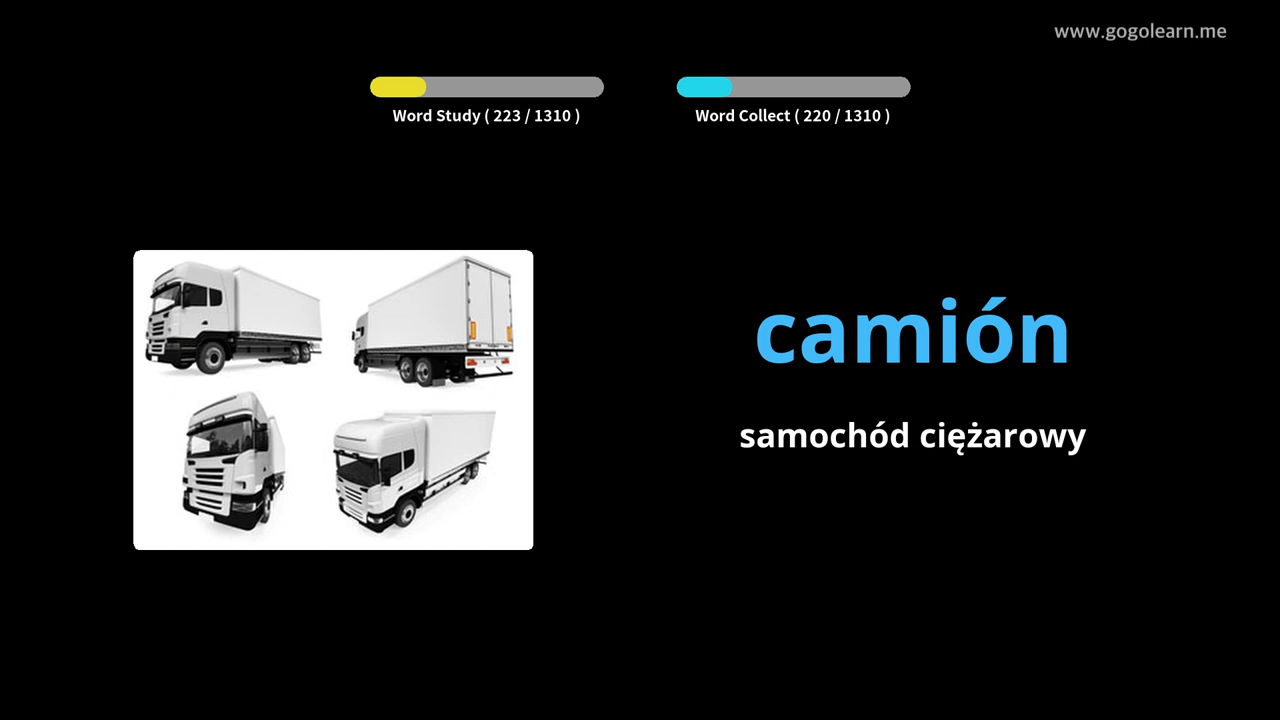 www.gogolearn.me
Word Study ( 223 / 1310 )
Word Collect ( 220 / 1310 )
camión
samochód ciężarowy